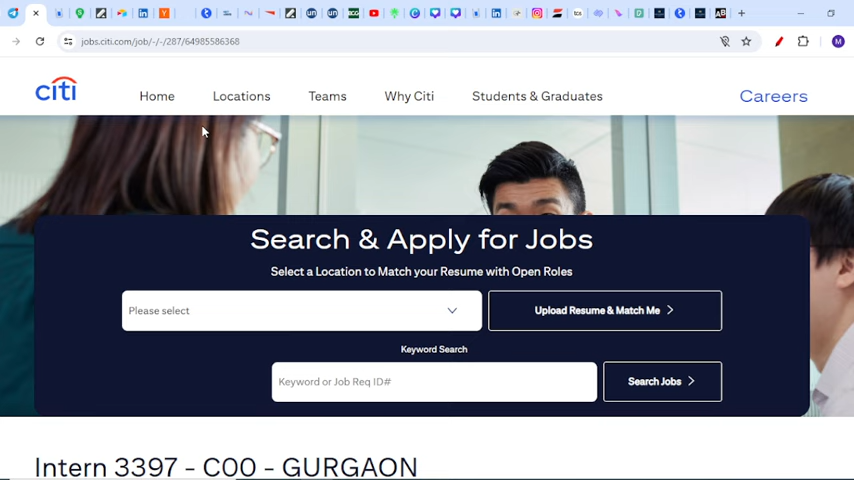 jobs.citi.com/job/-/-/287/64985586368
M
citi
Home Locations Teams Why Citi Students & Graduates Careers
Search & Apply for Jobs
Select a Location to Match your Resume with Open Roles
Please select Upload Resume & Match Me
Keyword Search
Keyword or Job Req ID# Search Jobs
Intern 3397 - C00 - GURGAON